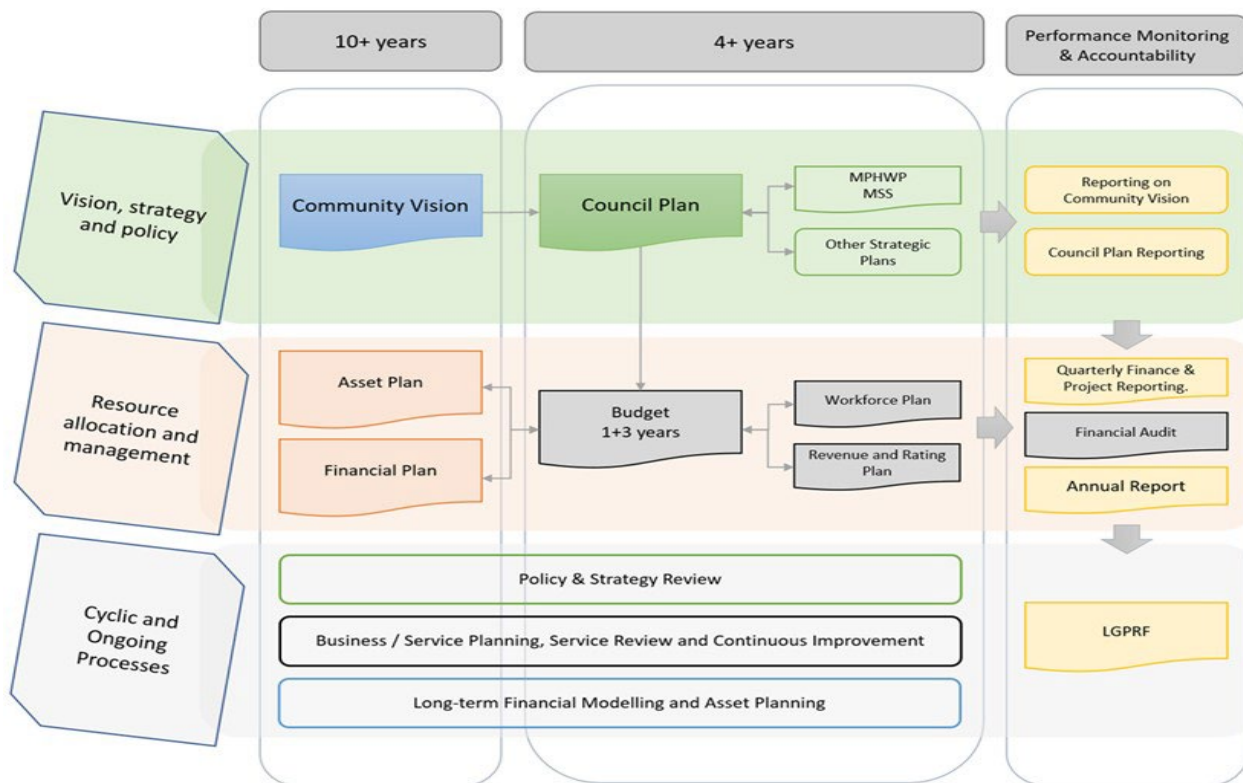 10+ years
4+ years
Performance Monitoring
& Accountability
Vision, strategy
and policy
Community Vision
Council Plan
MPHWP
MSS
Other Strategic
Plans
Reporting on
Community Vision
Council Plan Reporting
Resource
allocation and
management
Asset Plan
Financial Plan
Budget
1+3 years
Workforce Plan
Revenue and Rating
Plan
Quarterly Finance &
Project Reporting.
Financial Audit
Annual Report
Cyclic and
Ongoing
Processes
Policy & Strategy Review
Business / Service Planning, Service Review and Continuous Improvement
Long-term Financial Modelling and Asset Planning
LGPRF